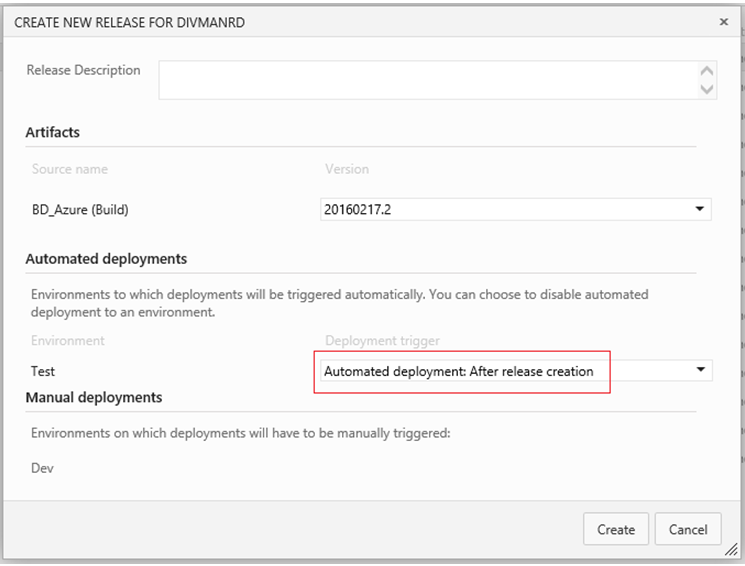 CREATE NEW RELEASE FOR DIVMANRD
Release Description
Artifacts
Source name Version
BD_Azure (Build) 20160217.2
Automated deployments
Environments to which deployments will be triggered automatically. You can choose to disable automated
deployment to an environment.
Environment Deployment trigger
Test Automated deployment: After release creation
Manual deployments
Environments on which deployments will have to be manually triggered:
Dev
Create Cancel